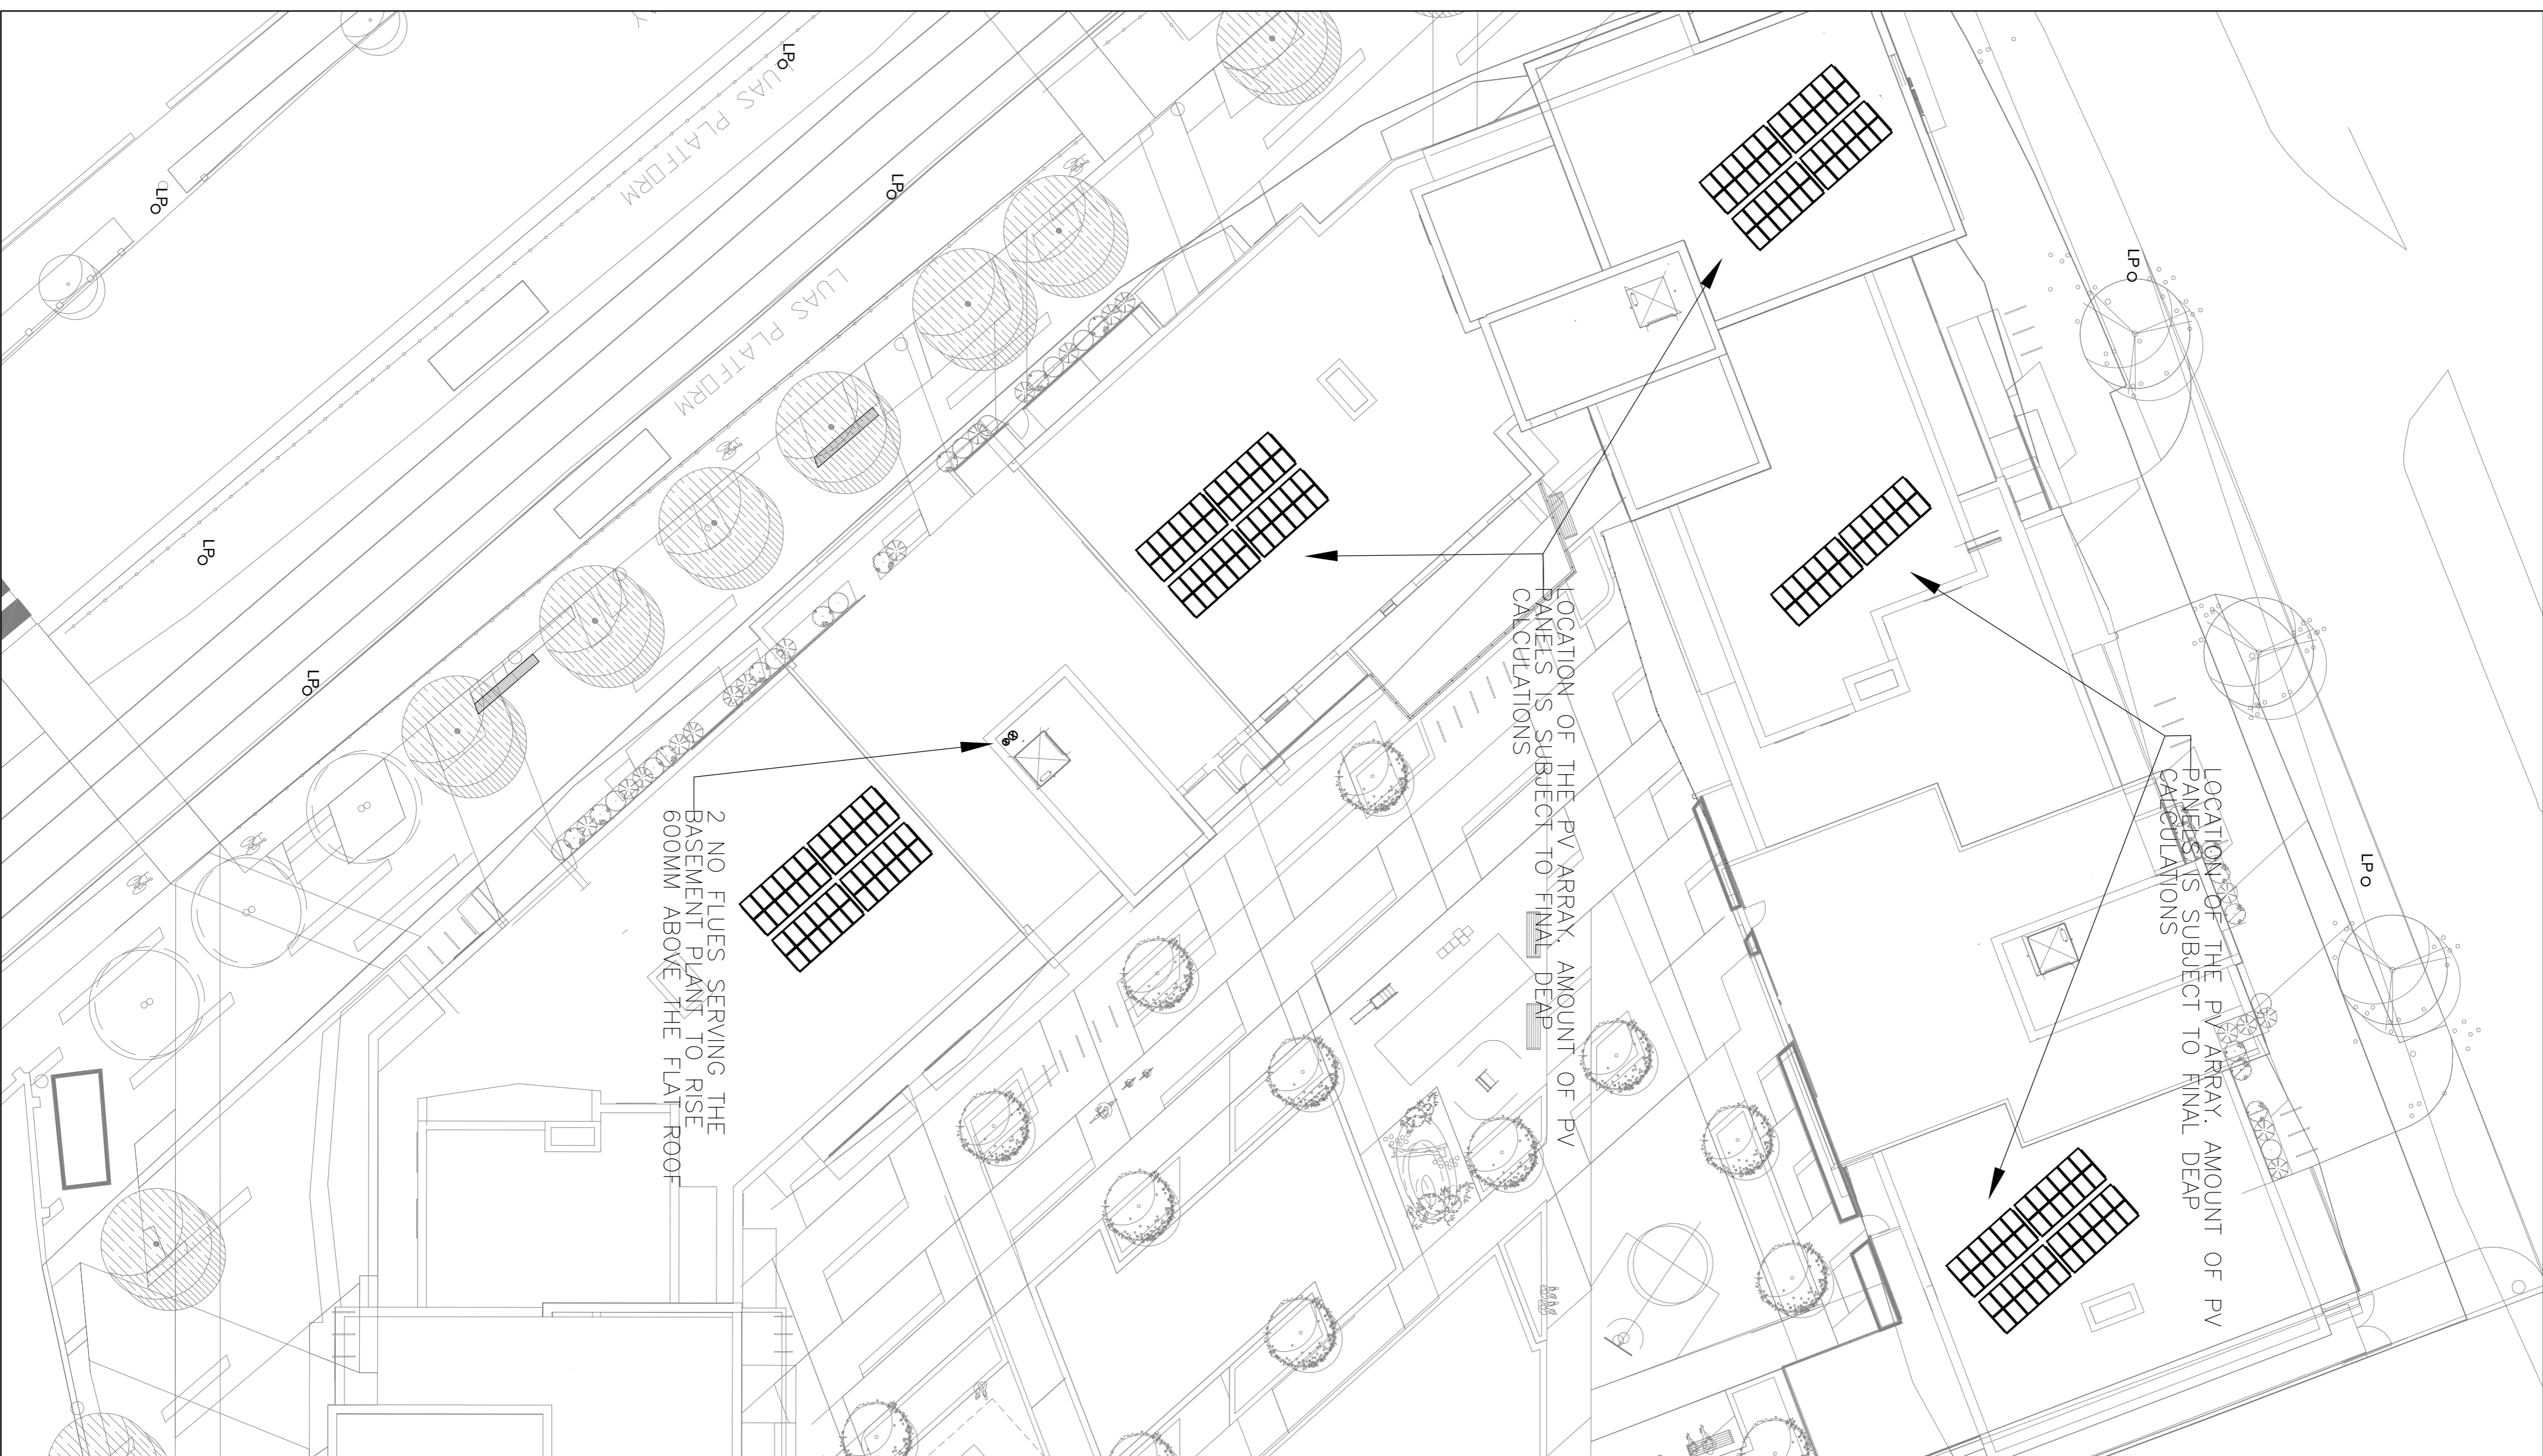 LP
LP
LP
LP
LP
LP
LP
LUAS PLATFORM
LUAS PLATFORM
LOCATION OF THE PV ARRAY. AMOUNT OF PV
PANELS IS SUBJECT TO FINAL DEAP
CALCULATIONS
LOCATION OF THE PV ARRAY. AMOUNT OF PV
PANELS IS SUBJECT TO FINAL DEAP
CALCULATIONS
2 NO FLUES SERVING THE
BASEMENT PLANT TO RISE
600MM ABOVE THE FLAT ROOF